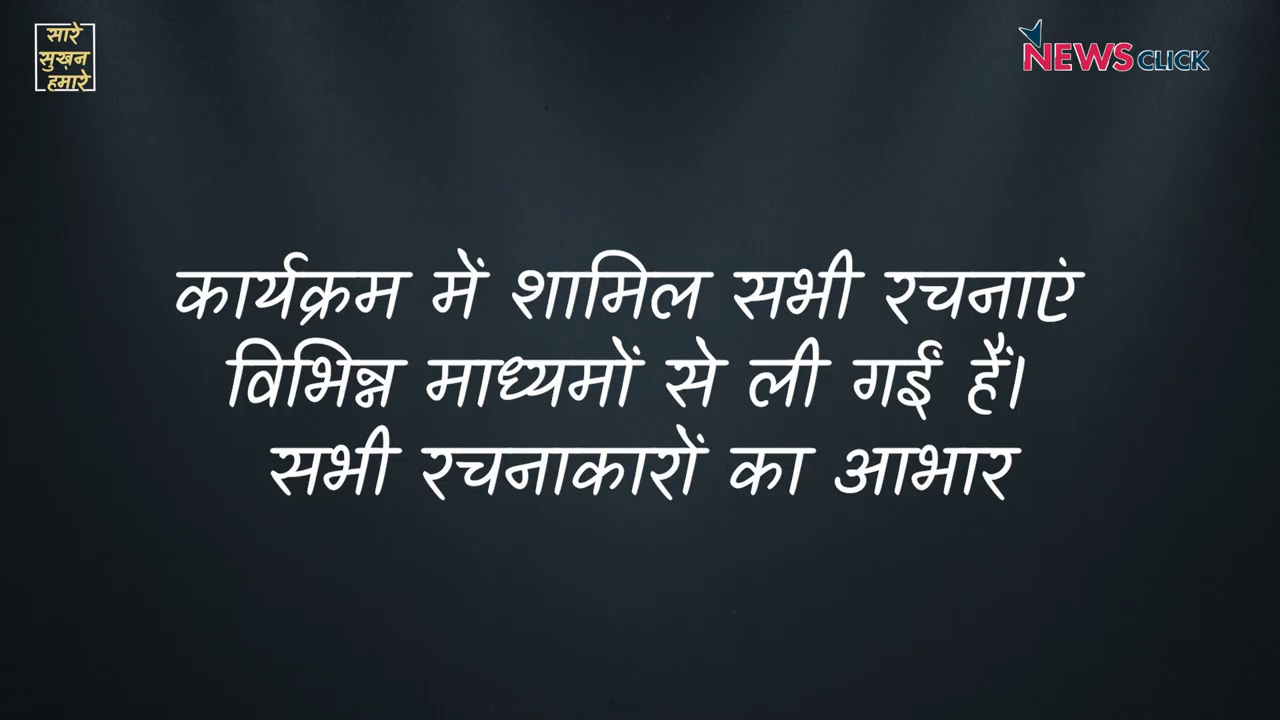 सारे
सुख़न
हमारे
NEWSCLICK
कार्यक्रम में शामिल सभी रचनाएं
विभिन्न माध्यमों से ली गईं हैं।
सभी रचनाकारों का आभार